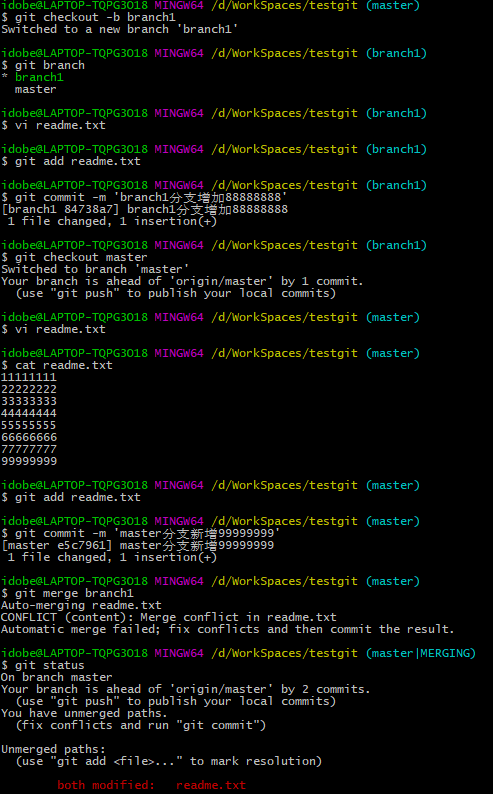 idobe@LAPTOP-TQPG3O18 MINGW64 /d/WorkSpaces/testgit (master)
$ git checkout -b branch1
Switched to a new branch 'branch1'
idobe@LAPTOP-TQPG3O18 MINGW64 /d/WorkSpaces/testgit (branch1)
$ git branch
* branch1
  master
idobe@LAPTOP-TQPG3O18 MINGW64 /d/WorkSpaces/testgit (branch1)
$ vi readme.txt
idobe@LAPTOP-TQPG3O18 MINGW64 /d/WorkSpaces/testgit (branch1)
$ git add readme.txt
idobe@LAPTOP-TQPG3O18 MINGW64 /d/WorkSpaces/testgit (branch1)
$ git commit -m 'branch1分支增加88888888'
[branch1 84738a7] branch1分支增加88888888
 1 file changed, 1 insertion(+)
idobe@LAPTOP-TQPG3O18 MINGW64 /d/WorkSpaces/testgit (branch1)
$ git checkout master
Switched to branch 'master'
Your branch is ahead of 'origin/master' by 1 commit.
  (use "git push" to publish your local commits)
idobe@LAPTOP-TQPG3O18 MINGW64 /d/WorkSpaces/testgit (master)
$ vi readme.txt
idobe@LAPTOP-TQPG3O18 MINGW64 /d/WorkSpaces/testgit (master)
$ cat readme.txt
11111111
22222222
33333333
44444444
55555555
66666666
77777777
99999999
idobe@LAPTOP-TQPG3O18 MINGW64 /d/WorkSpaces/testgit (master)
$ git add readme.txt
idobe@LAPTOP-TQPG3O18 MINGW64 /d/WorkSpaces/testgit (master)
$ git commit -m 'master分支新增99999999'
[master e5c7961] master分支新增99999999
 1 file changed, 1 insertion(+)
idobe@LAPTOP-TQPG3O18 MINGW64 /d/WorkSpaces/testgit (master)
$ git merge branch1
Auto-merging readme.txt
CONFLICT (content): Merge conflict in readme.txt
Automatic merge failed; fix conflicts and then commit the result.
idobe@LAPTOP-TQPG3O18 MINGW64 /d/WorkSpaces/testgit (master|MERGING)
$ git status
On branch master
Your branch is ahead of 'origin/master' by 2 commits.
  (use "git push" to publish your local commits)
You have unmerged paths.
  (fix conflicts and run "git commit")
Unmerged paths:
  (use "git add <file>..." to mark resolution)
        both modified:   readme.txt